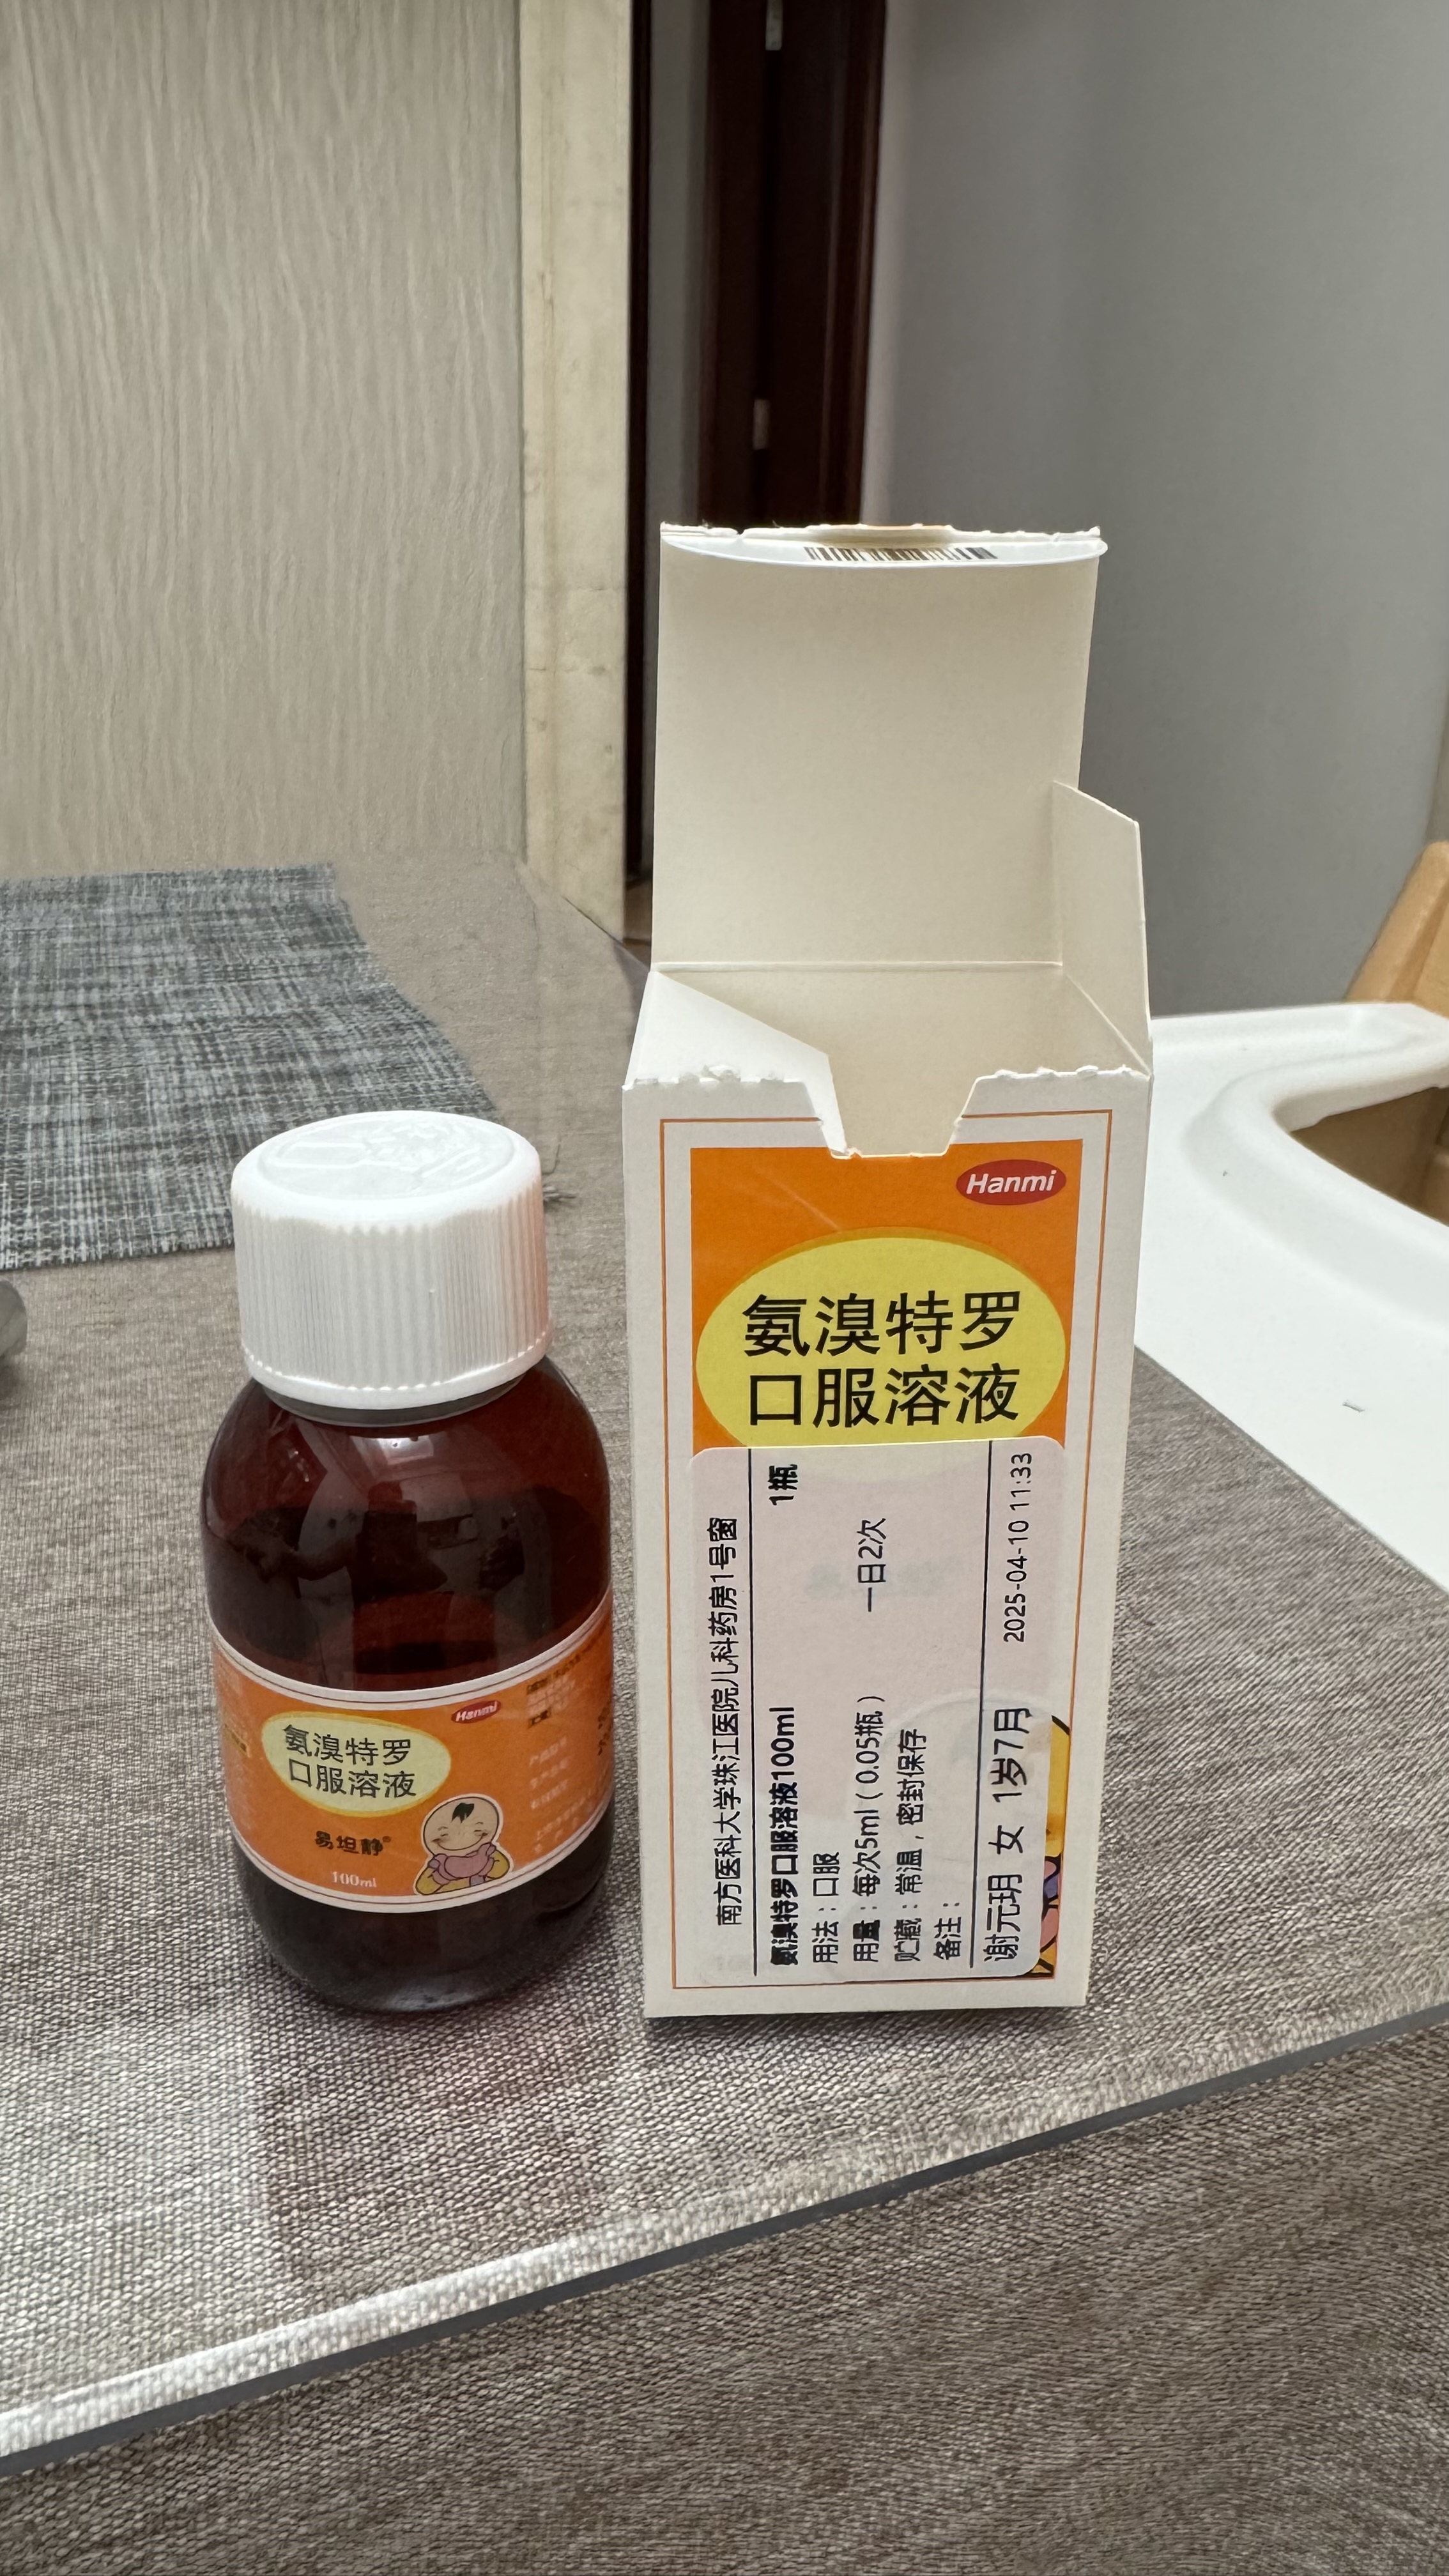 Hanmi
氨溴特罗
口服溶液
南方医科大学珠江医院儿科药房1号窗
氨溴特罗口服溶液100ml 1瓶
用法：口服
用量：每次5ml（0.05瓶） 一日2次
贮藏：常温，密封保存
备注：
谢元玥 女 1岁7月 2025-04-10 11:33
Hanmi
氨溴特罗
口服溶液
易坦静®
100ml